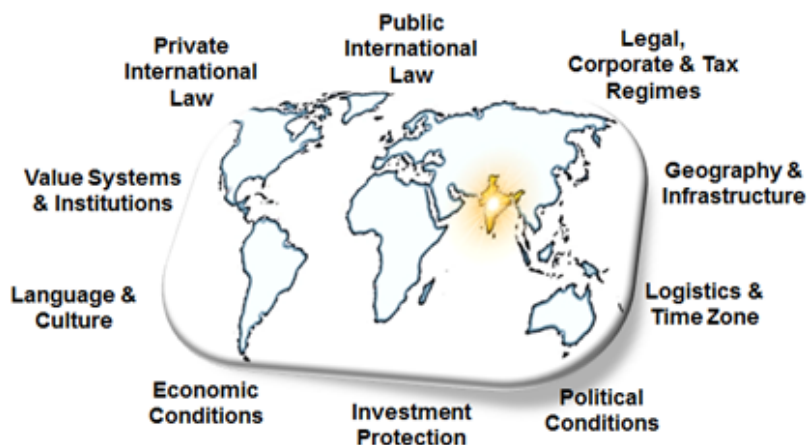 Private
International
Law
Public
International
Law
Legal,
Corporate & Tax
Regimes
Value Systems
& Institutions
Geography &
Infrastructure
Language &
Culture
Logistics &
Time Zone
Economic
Conditions
Investment
Protection
Political
Conditions